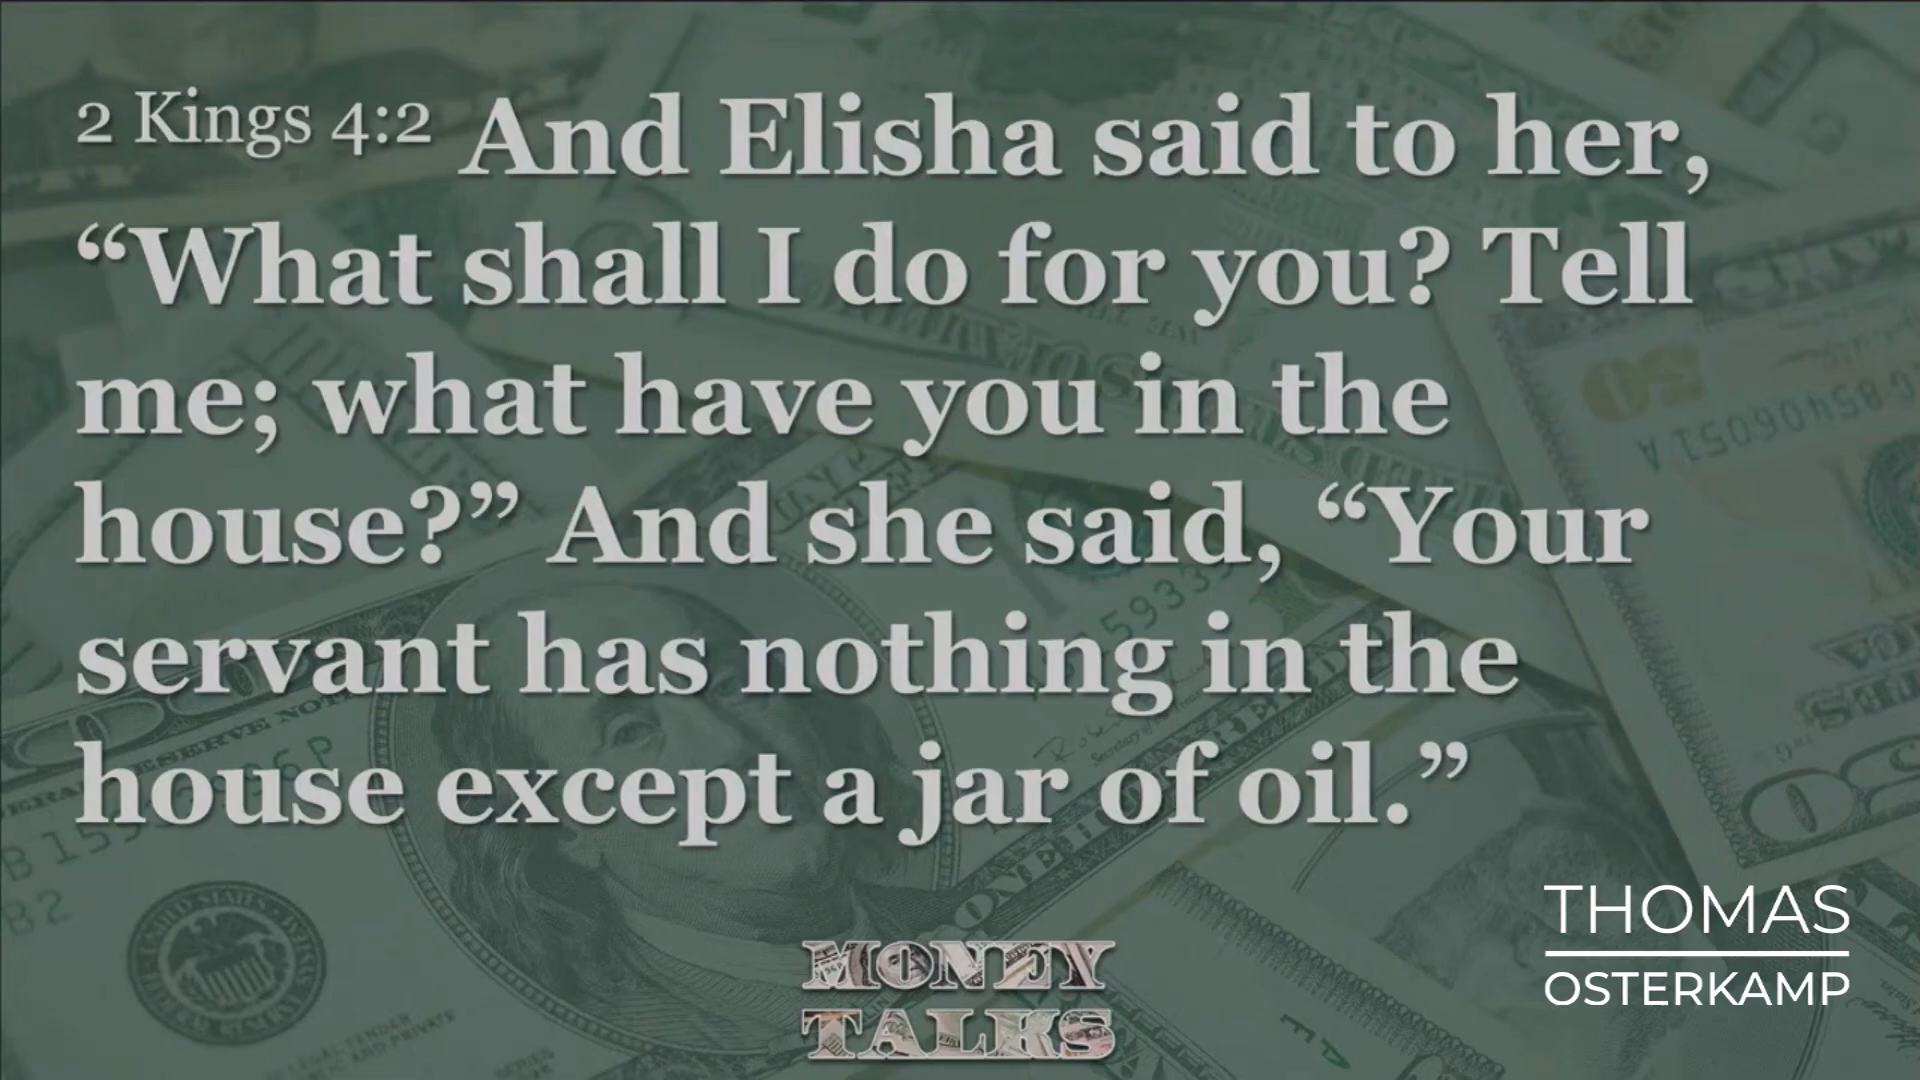 2 Kings 4:2 And Elisha said to her,
“What shall I do for you? Tell
me; what have you in the
house?” And she said, “Your
servant has nothing in the
house except a jar of oil.”
THOMAS
OSTERKAMP
MONEY
TALKS